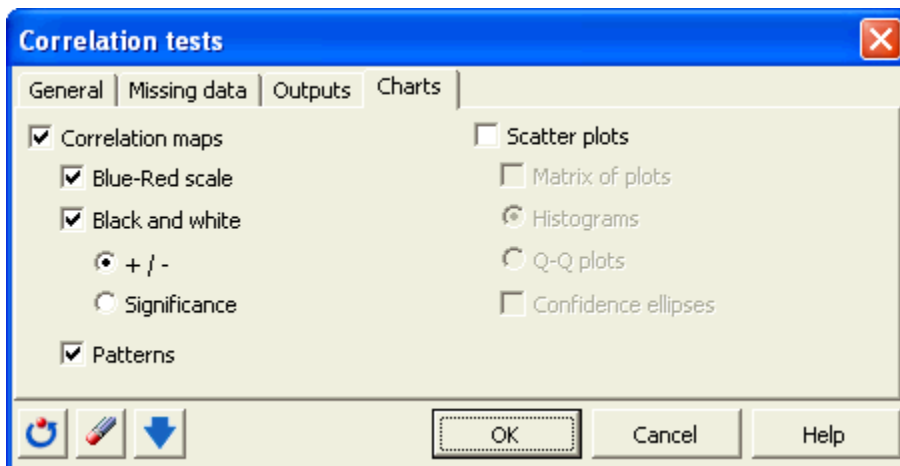 Correlation tests
General
Missing data
Outputs
Charts
Correlation maps
Blue-Red scale
Black and white
+ / -
Significance
Patterns
Scatter plots
Matrix of plots
Histograms
Q-Q plots
Confidence ellipses
OK
Cancel
Help